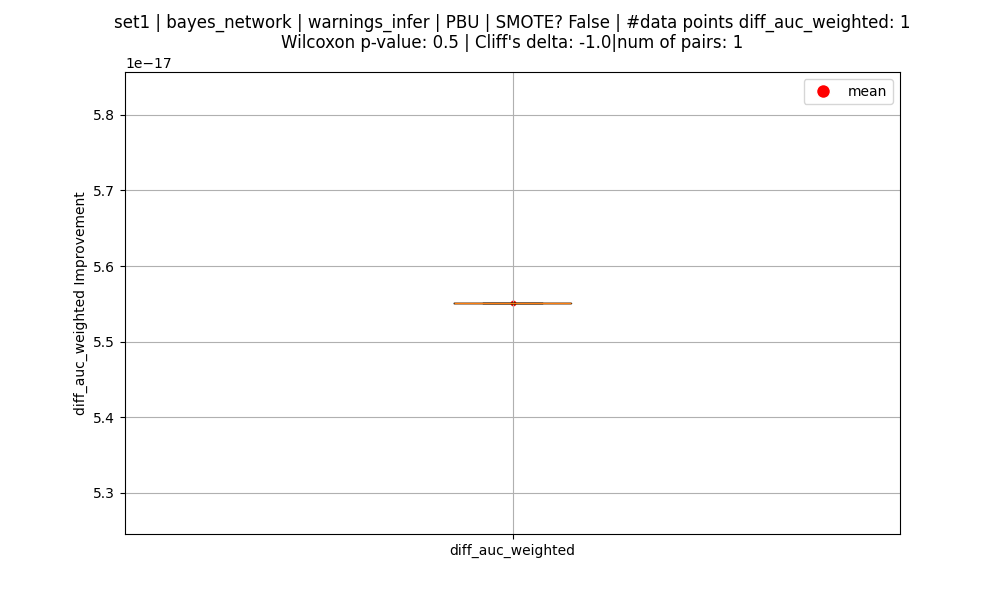 set1 | bayes_network | warnings_infer | PBU | SMOTE? False | #data points diff_auc_weighted: 1
Wilcoxon p-value: 0.5 | Cliff's delta: -1.0|num of pairs: 1
1e−17
mean
5.8
5.7
5.6
5.5
5.4
5.3
diff_auc_weighted Improvement
diff_auc_weighted